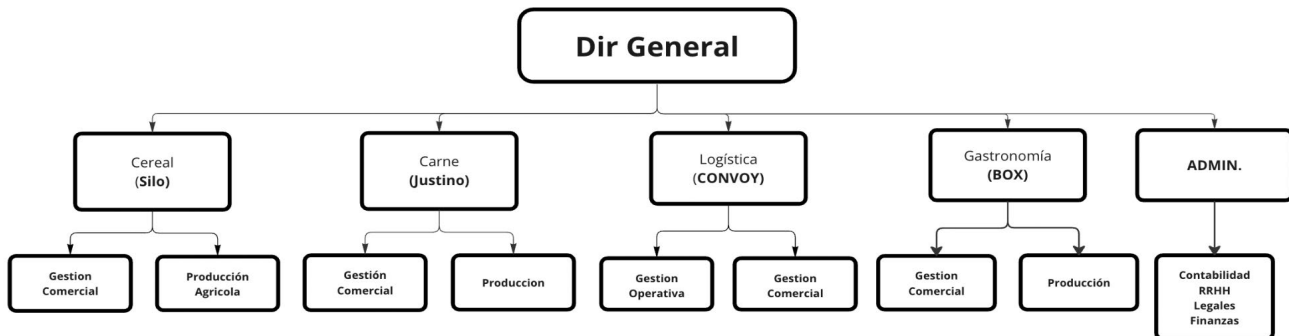 Dir General
Cereal
(Silo)
Carne
(Justino)
Logística
(CONVOY)
Gastronomía
(BOX)
ADMIN.
Gestion
Comercial
Producción
Agricola
Gestión
Comercial
Produccion
Gestion
Operativa
Gestion
Comercial
Gestion
Comercial
Producción
Contabilidad
RRHH
Legales
Finanzas